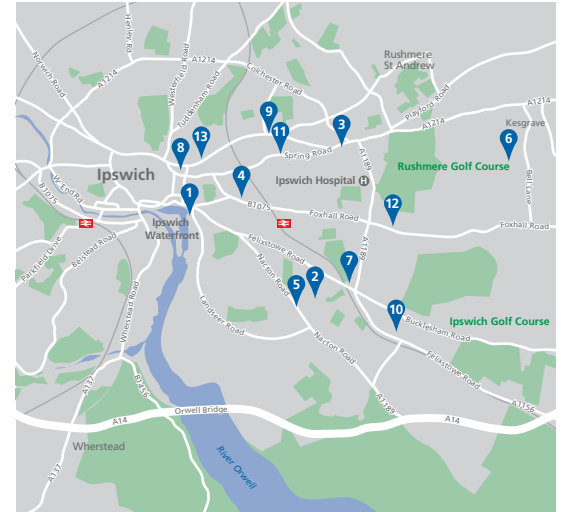 Henley Rd
Norwich Road
A1214
Westerfield Road
Tuddenham Road
Colchester Road
A1214
Rushmere
St Andrew
Playford Road
A1214
A1214
Kesgrave
Bell Lane
9
3
11
13
8
6
Spring Road
A1189
Rushmere Golf Course
Ipswich
Ipswich Hospital H
4
W. End Rd
B1075
1
B1075
Foxhall Road
12
Foxhall Road
Ipswich
Waterfront
Parkfield Drive
Belstead Road
Felixstowe Road
A1189
7
2
5
Nacton Road
Landseer Road
Wherstead Road
10
Bucklesham Road
Ipswich Golf Course
Nacton Road
Felixstowe Road
A1156
A1189
A137
B1456
A14
Orwell Bridge
A14
Wherstead
A137
River Orwell